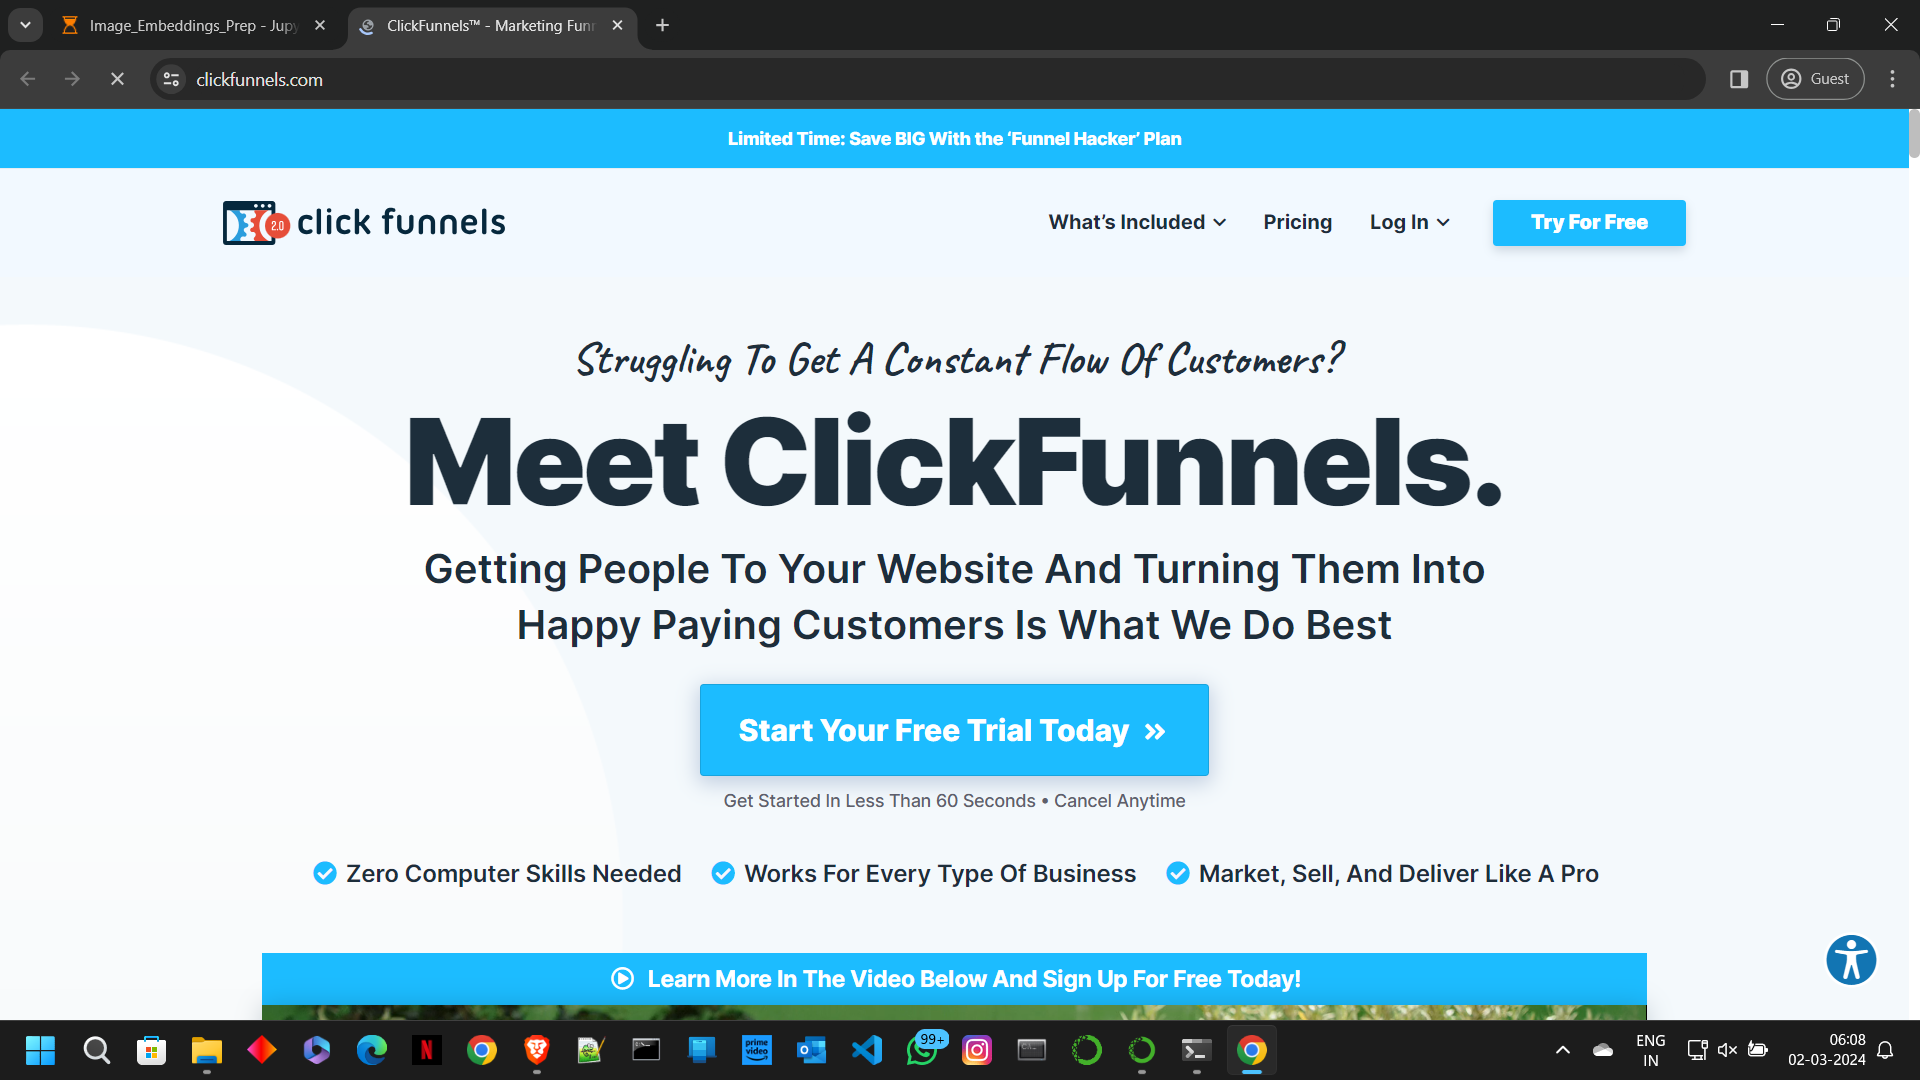 Image_Embeddings_Prep - Jupy
ClickFunnels™ - Marketing Funn
clickfunnels.com
Guest
Limited Time: Save BIG With the ‘Funnel Hacker’ Plan
2.0 click funnels
What’s Included
Pricing
Log In
Try For Free
Struggling To Get A Constant Flow Of Customers?
Meet ClickFunnels.
Getting People To Your Website And Turning Them Into
Happy Paying Customers Is What We Do Best
Start Your Free Trial Today »
Get Started In Less Than 60 Seconds • Cancel Anytime
Zero Computer Skills Needed
Works For Every Type Of Business
Market, Sell, And Deliver Like A Pro
Learn More In The Video Below And Sign Up For Free Today!
N
prime
video
99+
ENG
IN
06:08
02-03-2024